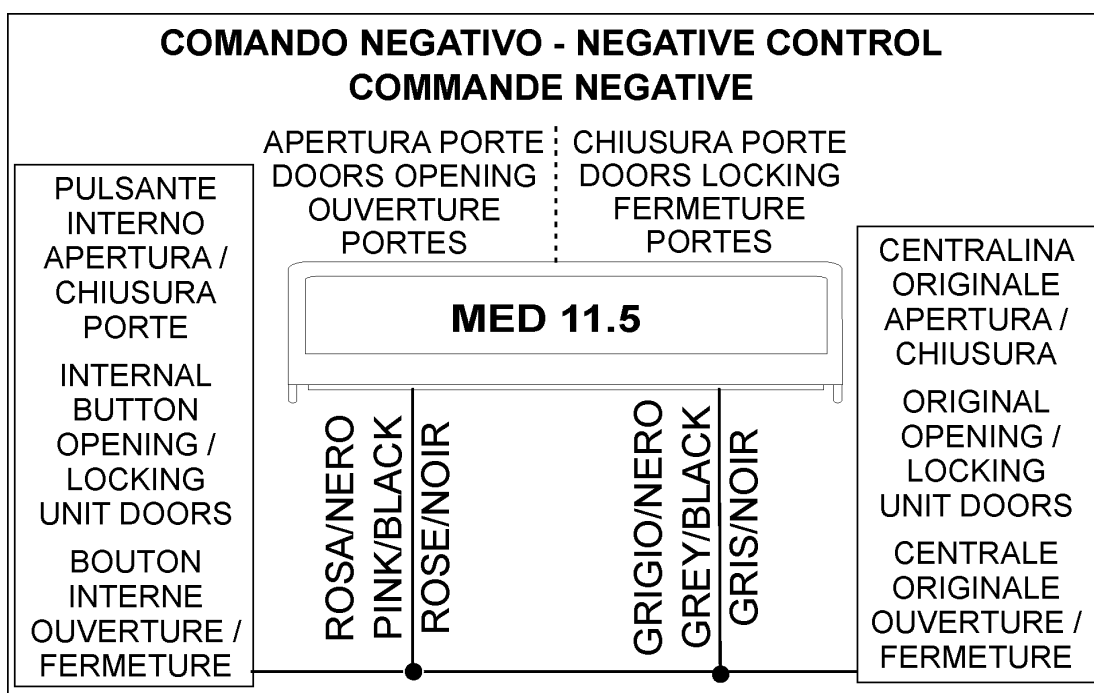 COMANDO NEGATIVO - NEGATIVE CONTROL
COMMANDE NEGATIVE
PULSANTE
INTERNO
APERTURA /
CHIUSURA
PORTE
INTERNAL
BUTTON
OPENING /
LOCKING
UNIT DOORS
BOUTON
INTERNE
OUVERTURE /
FERMETURE
APERTURA PORTE
DOORS OPENING
OUVERTURE
PORTES
CHIUSURA PORTE
DOORS LOCKING
FERMETURE
PORTES
MED 11.5
ROSA/NERO
PINK/BLACK
ROSE/NOIR
GRIGIO/NERO
GREY/BLACK
GRIS/NOIR
CENTRALINA
ORIGINALE
APERTURA /
CHIUSURA
ORIGINAL
OPENING /
LOCKING
UNIT DOORS
CENTRALE
ORIGINALE
OUVERTURE /
FERMETURE